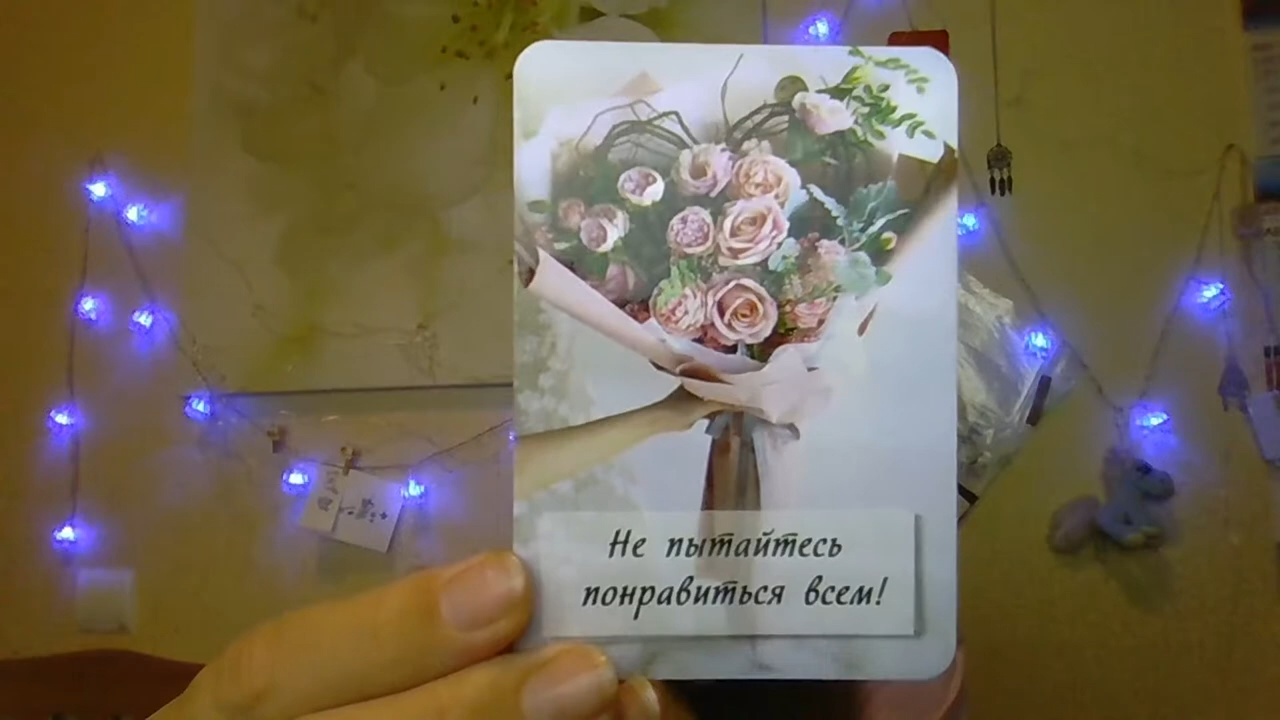 Не пытайтесь
понравиться всем!